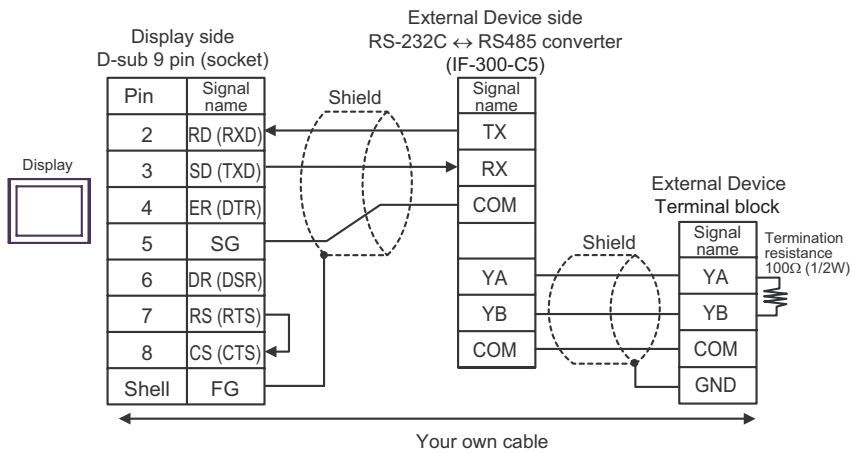 External Device side
RS-232C ↔ RS485 converter
(IF-300-C5)
Display side
D-sub 9 pin (socket)
Pin Signal name
2 RD (RXD)
3 SD (TXD)
4 ER (DTR)
5 SG
6 DR (DSR)
7 RS (RTS)
8 CS (CTS)
Shell FG
Display
Shield
Signal name
TX
RX
COM
YA
YB
COM
Shield
External Device
Terminal block
Signal name
YA
YB
COM
GND
Termination
resistance
100Ω (1/2W)
Your own cable